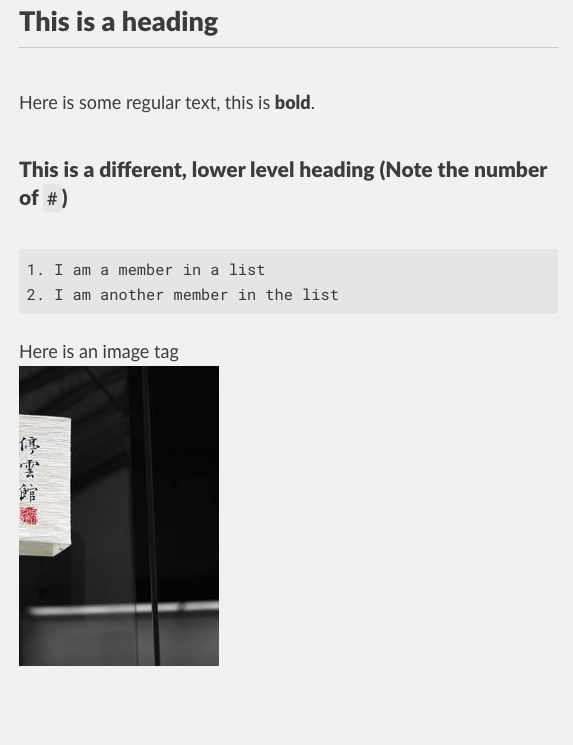 This is a heading
Here is some regular text, this is bold.
This is a different, lower level heading (Note the number
of #)
1. I am a member in a list
2. I am another member in the list
Here is an image tag
停
雲
館